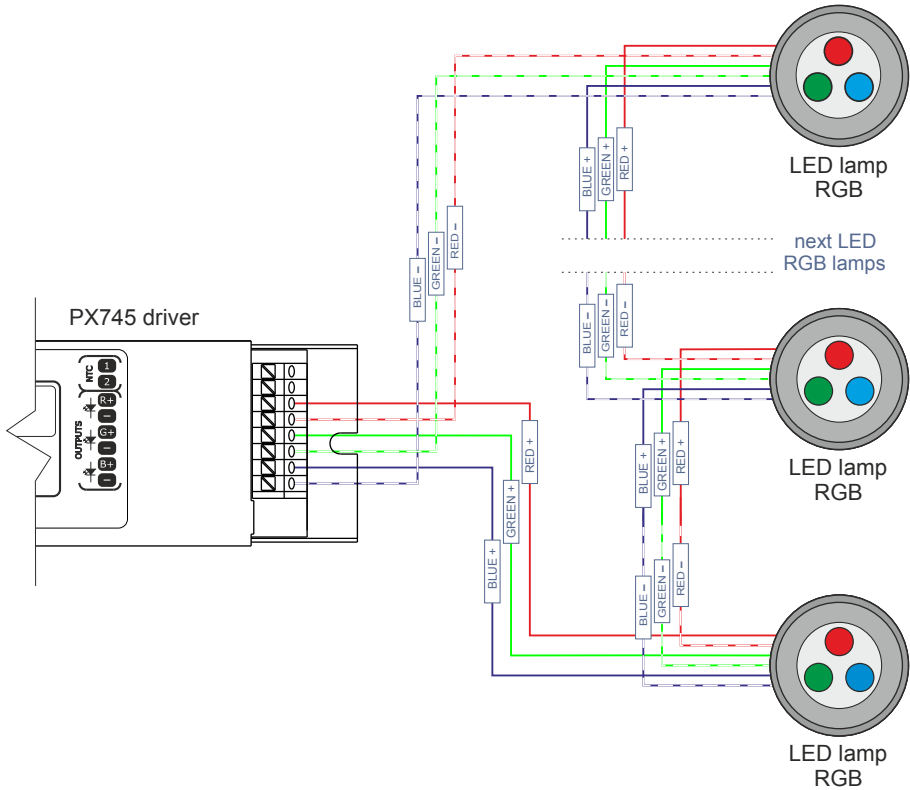 LED lamp
RGB
BLUE +
GREEN +
RED +
BLUE –
GREEN –
RED –
next LED
RGB lamps
BLUE –
GREEN –
RED –
PX745 driver
NTC
1
2
OUTPUTS
R+
–
G+
–
B+
–
LED lamp
RGB
RED +
GREEN +
BLUE +
BLUE +
GREEN +
RED +
BLUE –
GREEN –
RED –
LED lamp
RGB